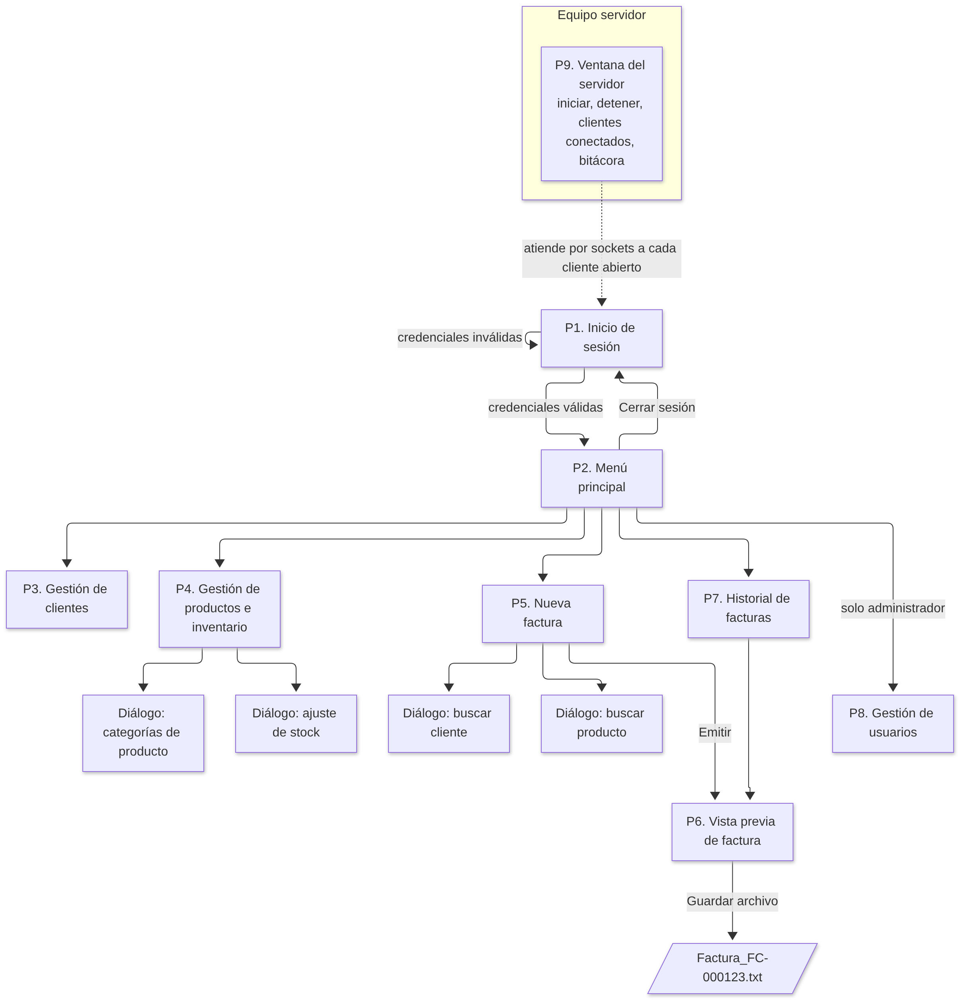 Equipo servidor
P9. Ventana del
servidor
iniciar, detener,
clientes
conectados,
bitácora
atiende por sockets a cada
cliente abierto
P1. Inicio de
sesión
credenciales inválidas
credenciales válidas
Cerrar sesión
P2. Menú
principal
P3. Gestión de
clientes
P4. Gestión de
productos e
inventario
P5. Nueva
factura
P7. Historial de
facturas
solo administrador
Diálogo:
categorías de
producto
Diálogo: ajuste
de stock
Diálogo: buscar
cliente
Diálogo: buscar
producto
Emitir
P8. Gestión de
usuarios
P6. Vista previa
de factura
Guardar archivo
Factura_FC-
000123.txt